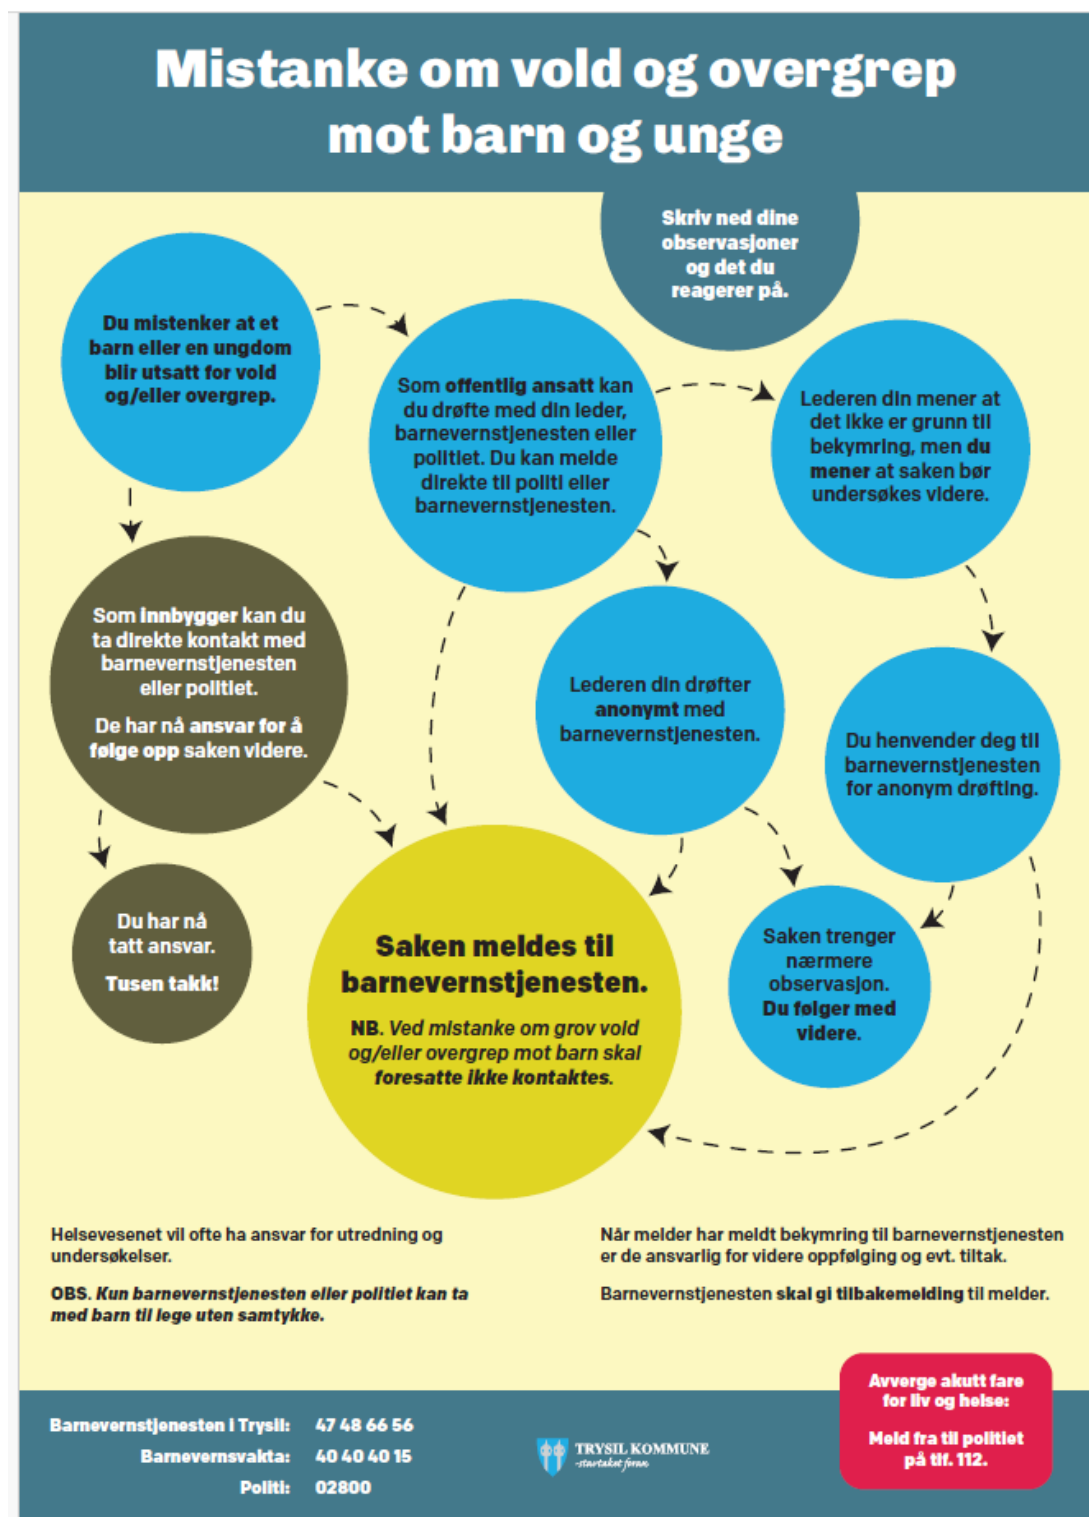 Mistanke om vold og overgrep
mot barn og unge
Skriv ned dine
observasjoner
og det du
reagerer på.
Du mistenker at et
barn eller en ungdom
blir utsatt for vold
og/eller overgrep.
Som offentlig ansatt kan
du drøfte med din leder,
barnevernstjenesten eller
politiet. Du kan melde
direkte til politi eller
barnevernstjenesten.
Lederen din mener at
det ikke er grunn til
bekymring, men du
mener at saken bør
undersøkes videre.
Som innbygger kan du
ta direkte kontakt med
barnevernstjenesten
eller politiet.
De har nå ansvar for å
følge opp saken videre.
Lederen din drøfter
anonymt med
barnevernstjenesten.
Du henvender deg til
barnevernstjenesten
for anonym drøfting.
Du har nå
tatt ansvar.
Tusen takk!
Saken meldes til
barnevernstjenesten.
NB. Ved mistanke om grov vold
og/eller overgrep mot barn skal
foresatte ikke kontaktes.
Saken trenger
nærmere
observasjon.
Du følger med
videre.
Helsevesenet vil ofte ha ansvar for utredning og
undersøkelser.
OBS. Kun barnevernstjenesten eller politiet kan ta
med barn til lege uten samtykke.
Når melder har meldt bekymring til barnevernstjenesten
er de ansvarlig for videre oppfølging og evt. tiltak.
Barnevernstjenesten skal gi tilbakemelding til melder.
Barnevernstjenesten i Trysil: 47 48 66 56
Barnevernsvakta: 40 40 40 15
Politi: 02800
TRYSIL KOMMUNE
-startaket føran
Avverge akutt fare
for liv og helse:
Meld fra til politiet
på tlf. 112.